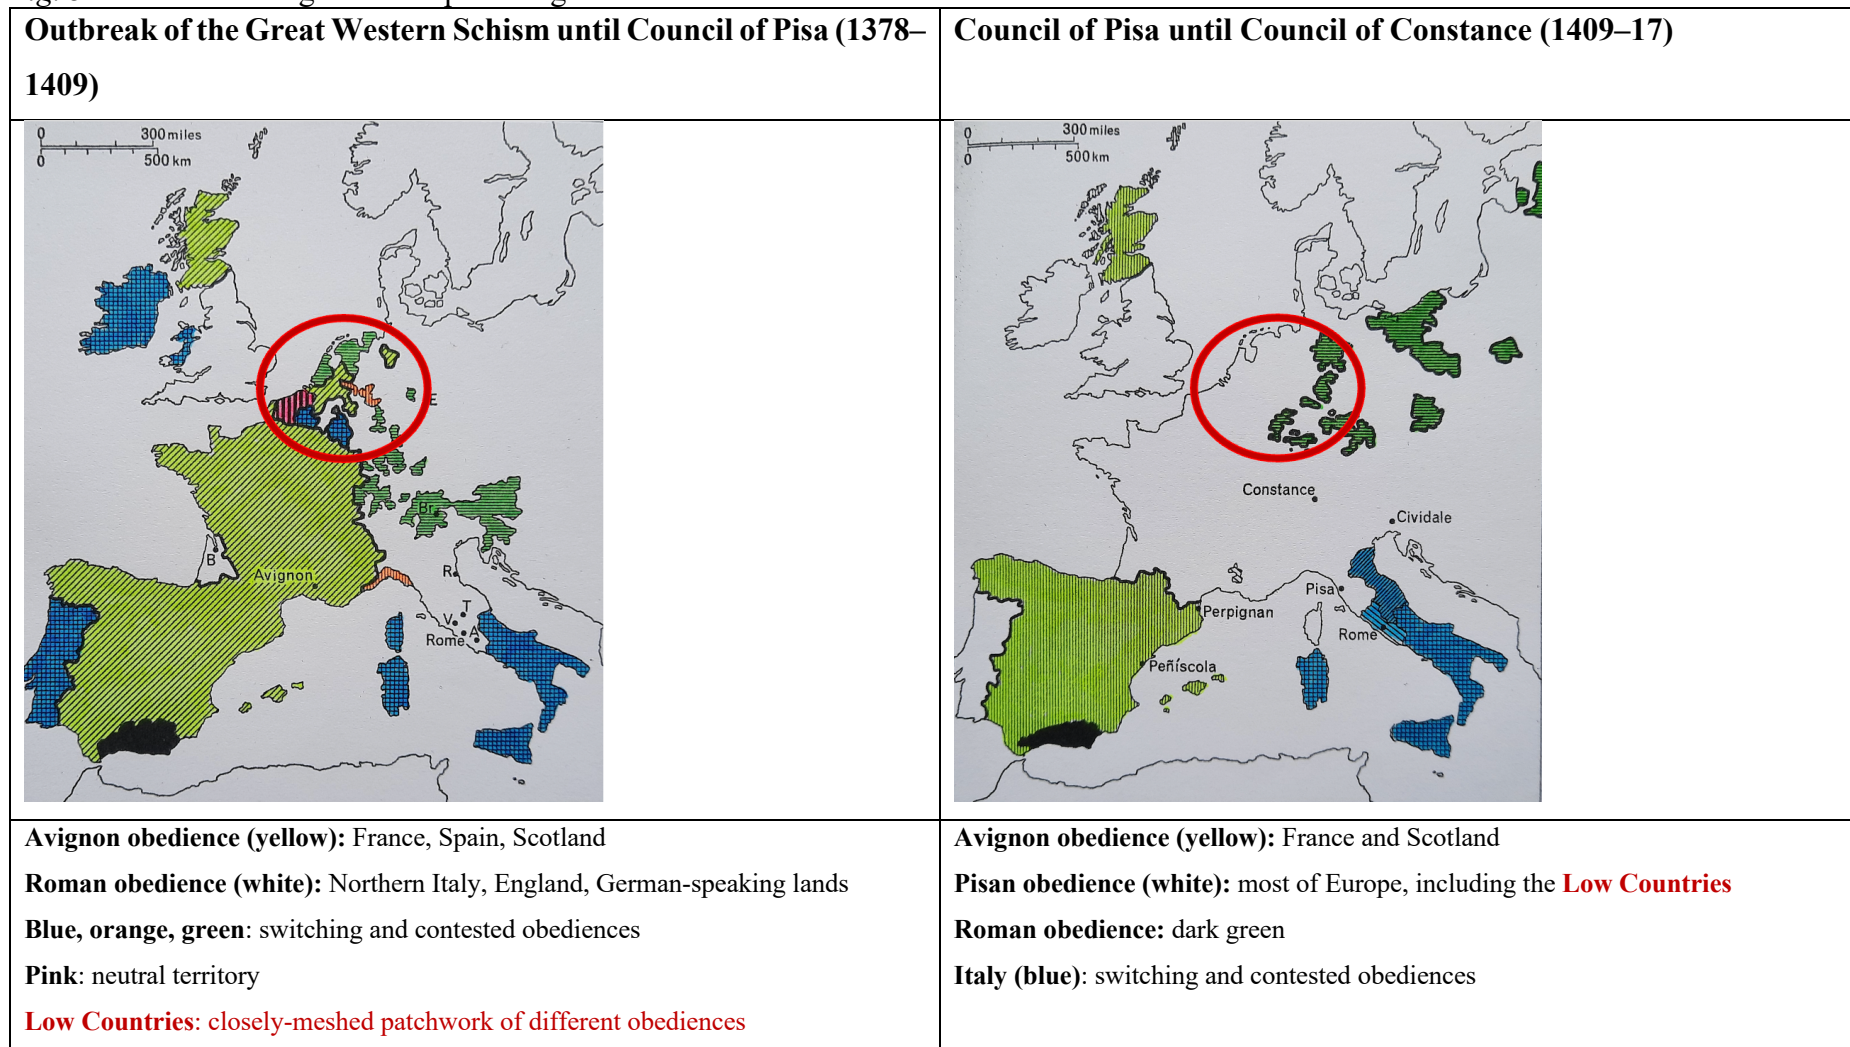 Outbreak of the Great Western Schism until Council of Pisa (1378–
1409)
Council of Pisa until Council of Constance (1409–17)
0 300 miles
0 500 km
E
Br.
B
Avignon
R
T
V
A
Rome
0 300 miles
0 500 km
Constance
Cividale
Pisa
Perpignan
Rome
Peñíscola
Avignon obedience (yellow): France, Spain, Scotland
Roman obedience (white): Northern Italy, England, German-speaking lands
Blue, orange, green: switching and contested obediences
Pink: neutral territory
Low Countries: closely-meshed patchwork of different obediences
Avignon obedience (yellow): France and Scotland
Pisan obedience (white): most of Europe, including the Low Countries
Roman obedience: dark green
Italy (blue): switching and contested obediences